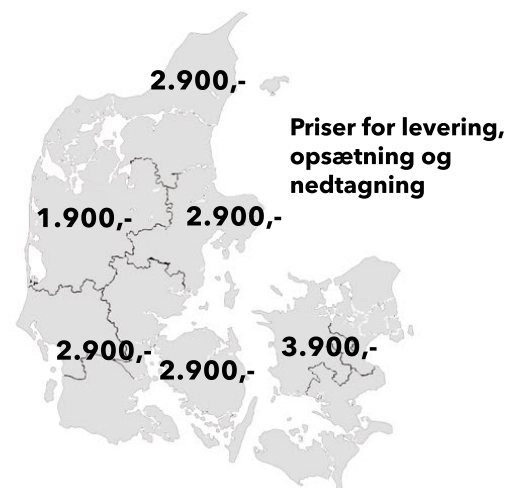 2.900,-
Priser for levering,
opsætning og
nedtagning
1.900,-
2.900,-
2.900,-
2.900,-
3.900,-